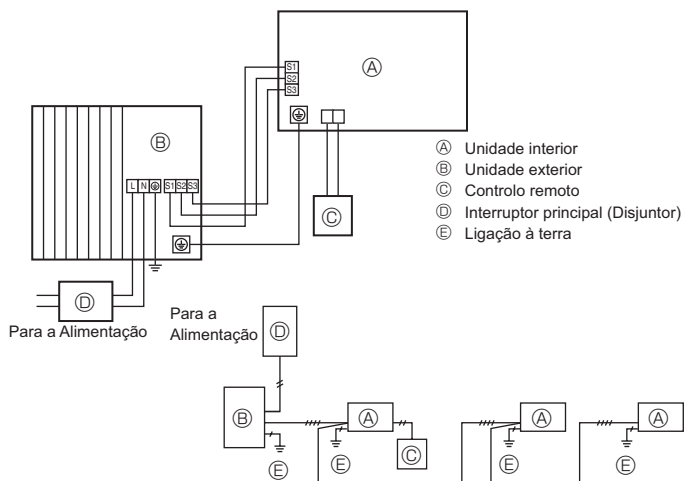 S1
S2
S3
Ⓐ
Ⓑ
L N S1 S2 S3
Ⓒ
Ⓓ
Para a Alimentação
Ⓐ Unidade interior
Ⓑ Unidade exterior
Ⓒ Controlo remoto
Ⓓ Interruptor principal (Disjuntor)
Ⓔ Ligação à terra
Para a
Alimentação
Ⓓ
Ⓑ
Ⓐ
Ⓐ
Ⓐ
Ⓒ
Ⓔ
Ⓔ
Ⓔ
Ⓔ